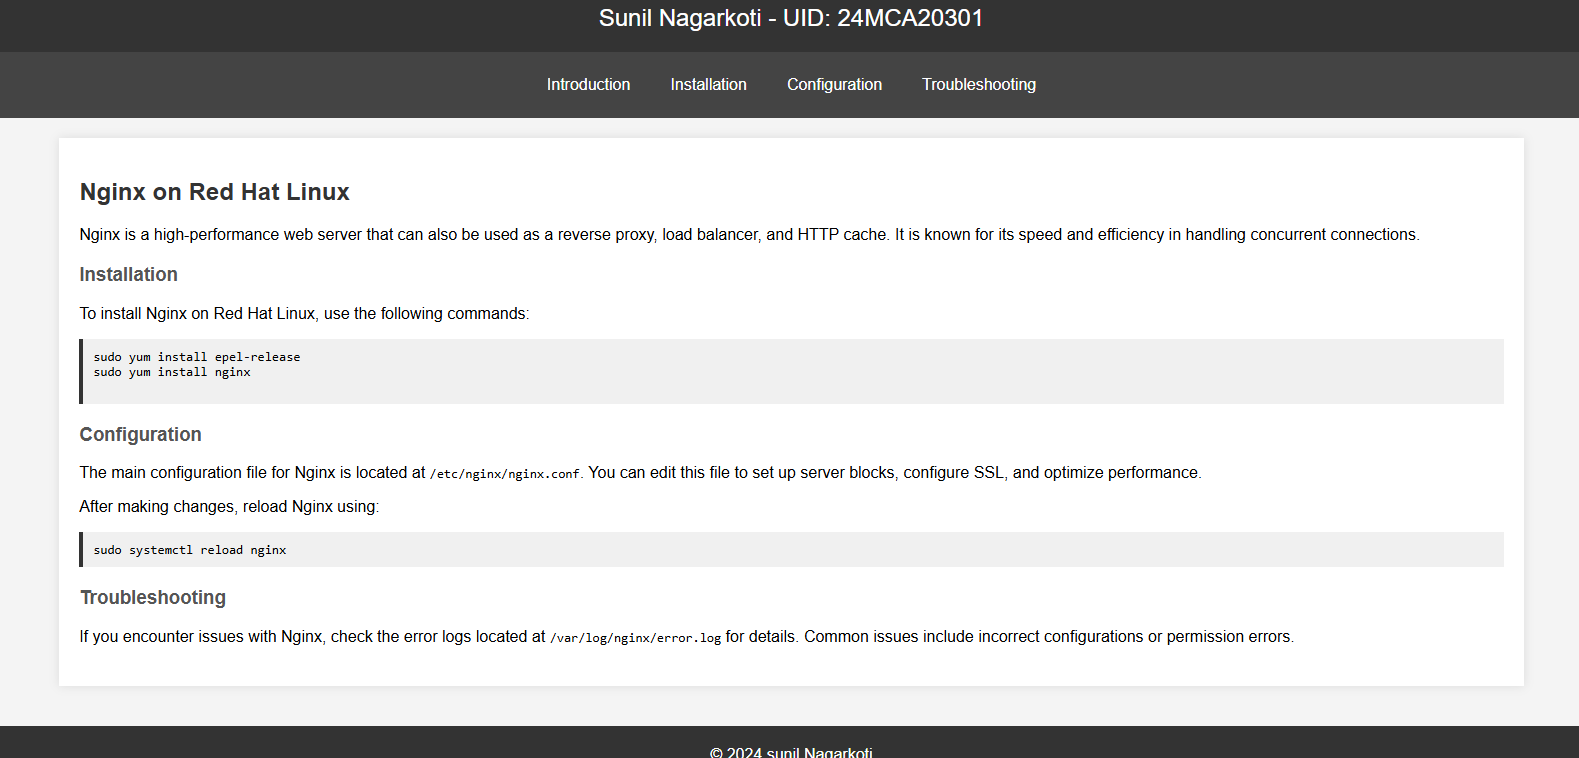 Sunil Nagarkoti - UID: 24MCA20301
Introduction Installation Configuration Troubleshooting
Nginx on Red Hat Linux
Nginx is a high-performance web server that can also be used as a reverse proxy, load balancer, and HTTP cache. It is known for its speed and efficiency in handling concurrent connections.
Installation
To install Nginx on Red Hat Linux, use the following commands:
sudo yum install epel-release
sudo yum install nginx
Configuration
The main configuration file for Nginx is located at /etc/nginx/nginx.conf. You can edit this file to set up server blocks, configure SSL, and optimize performance.
After making changes, reload Nginx using:
sudo systemctl reload nginx
Troubleshooting
If you encounter issues with Nginx, check the error logs located at /var/log/nginx/error.log for details. Common issues include incorrect configurations or permission errors.
© 2024 sunil Nagarkoti